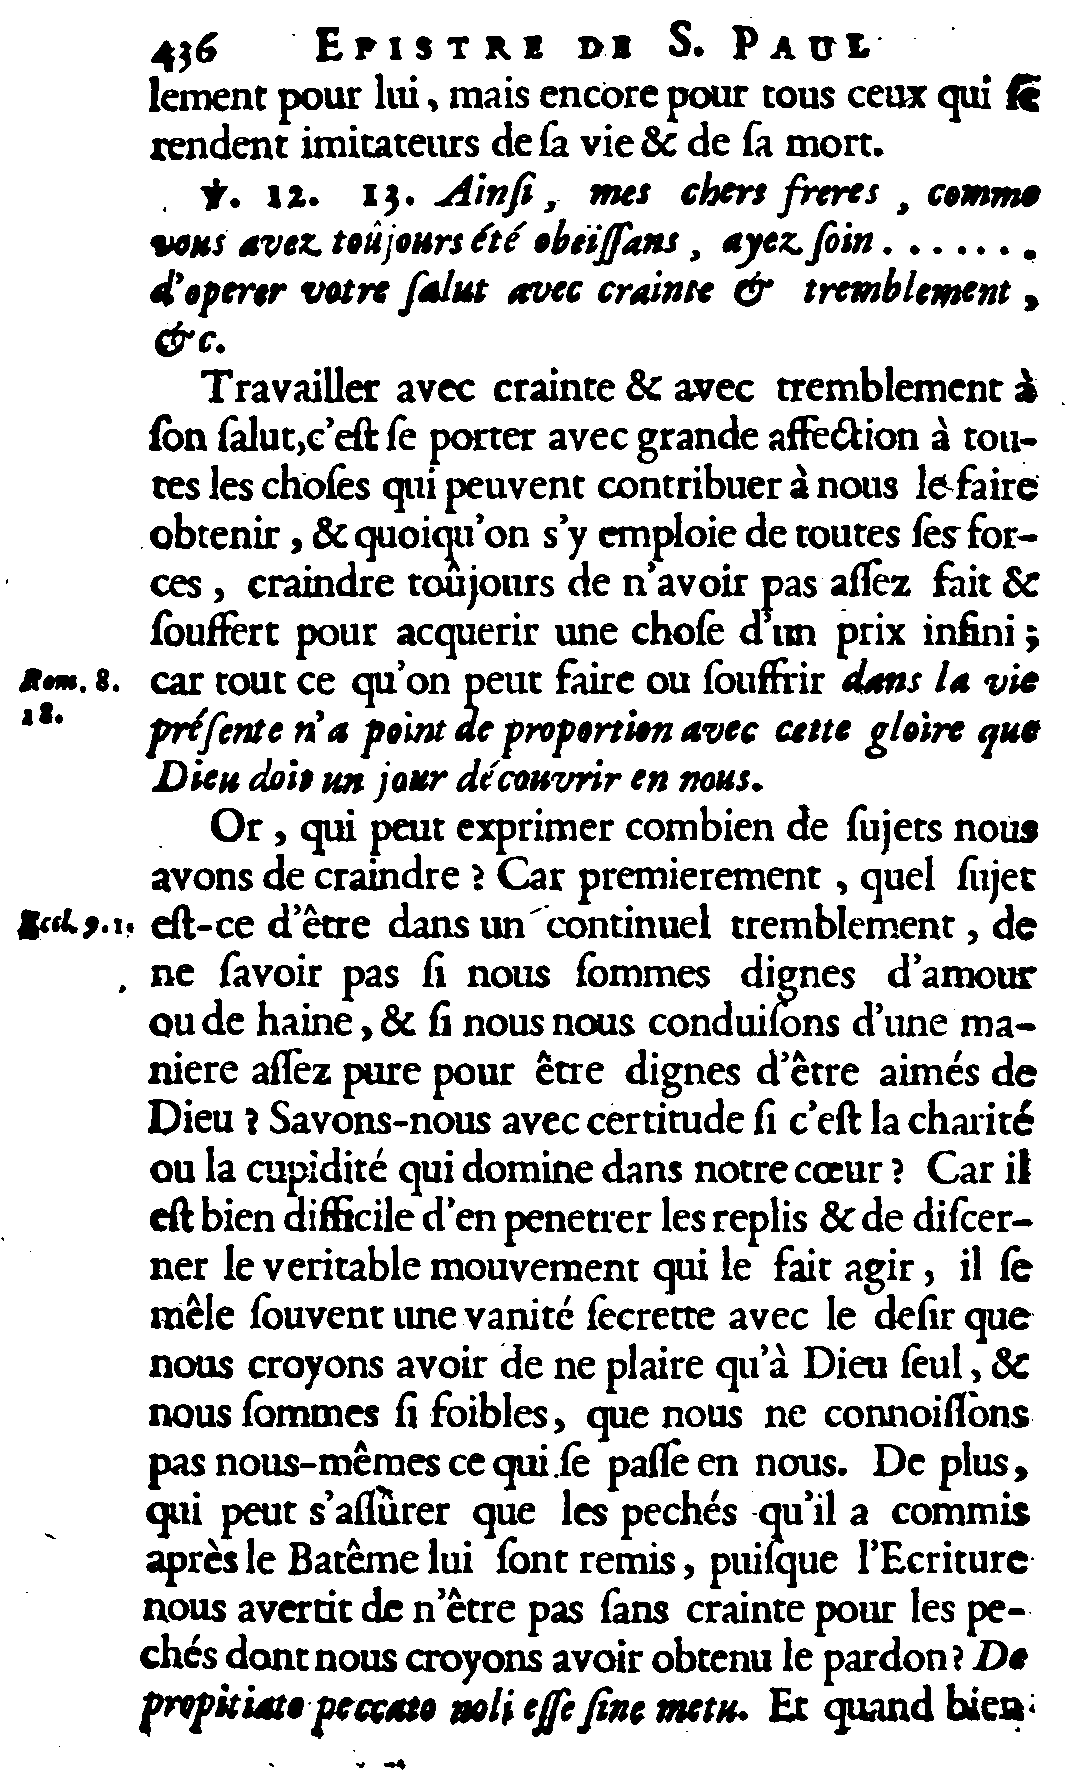 436 EPISTRE DE S. PAUL
lement pour lui, mais encore pour tous ceux qui ſe
rendent imitateurs de ſa vie & de ſa mort.
℣. 12. 13. Ainſi, mes chers freres, comme
vous avez toûjours été obeïſſans, ayez ſoin.......
d'operer votre ſalut avec crainte & tremblement,
&c.
Travailler avec crainte & avec tremblement à
ſon ſalut, c'eſt ſe porter avec grande affection à tou-
tes les choſes qui peuvent contribuer à nous le faire
obtenir, & quoiqu'on s'y emploie de toutes ſes for-
ces, craindre toûjours de n'avoir pas aſſez fait &
ſouffert pour acquerir une choſe d'un prix infini;
Rom. 8. 18.
car tout ce qu'on peut faire ou ſouffrir dans la vie
préſente n'a point de proportion avec cette gloire que
Dieu doit un jour découvrir en nous.
Or, qui peut exprimer combien de ſujets nous
avons de craindre? Car premierement, quel ſujet
Eccl. 9. 1.
eſt-ce d'être dans un continuel tremblement, de
ne ſavoir pas ſi nous ſommes dignes d'amour
ou de haine, & ſi nous nous conduiſons d'une ma-
niere aſſez pure pour être dignes d'être aimés de
Dieu? Savons-nous avec certitude ſi c'eſt la charité
ou la cupidité qui domine dans notre cœur? Car il
eſt bien difficile d'en penetrer les replis & de diſcer-
ner le veritable mouvement qui le fait agir, il ſe
mêle ſouvent une vanité ſecrette avec le deſir que
nous croyons avoir de ne plaire qu'à Dieu ſeul, &
nous ſommes ſi foibles, que nous ne connoiſſons
pas nous-mêmes ce qui ſe paſſe en nous. De plus,
qui peut s'aſſûrer que les pechés qu'il a commis
après le Batême lui ſont remis, puiſque l'Ecriture
nous avertit de n'être pas ſans crainte pour les pe-
chés dont nous croyons avoir obtenu le pardon? De
propitiato peccato noli eſſe ſine metu. Et quand bien